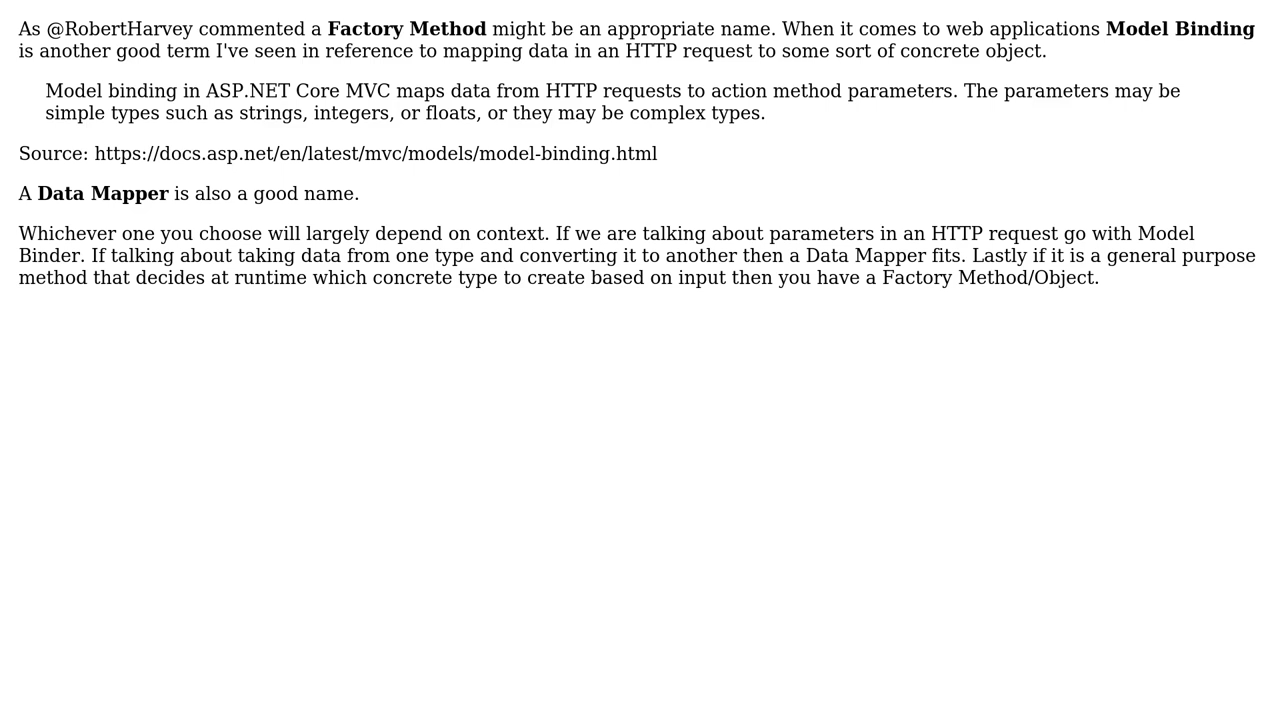 As @RobertHarvey commented a Factory Method might be an appropriate name. When it comes to web applications Model Binding
is another good term I've seen in reference to mapping data in an HTTP request to some sort of concrete object.
Model binding in ASP.NET Core MVC maps data from HTTP requests to action method parameters. The parameters may be
simple types such as strings, integers, or floats, or they may be complex types.
Source: https://docs.asp.net/en/latest/mvc/models/model-binding.html
A Data Mapper is also a good name.
Whichever one you choose will largely depend on context. If we are talking about parameters in an HTTP request go with Model
Binder. If talking about taking data from one type and converting it to another then a Data Mapper fits. Lastly if it is a general purpose
method that decides at runtime which concrete type to create based on input then you have a Factory Method/Object.